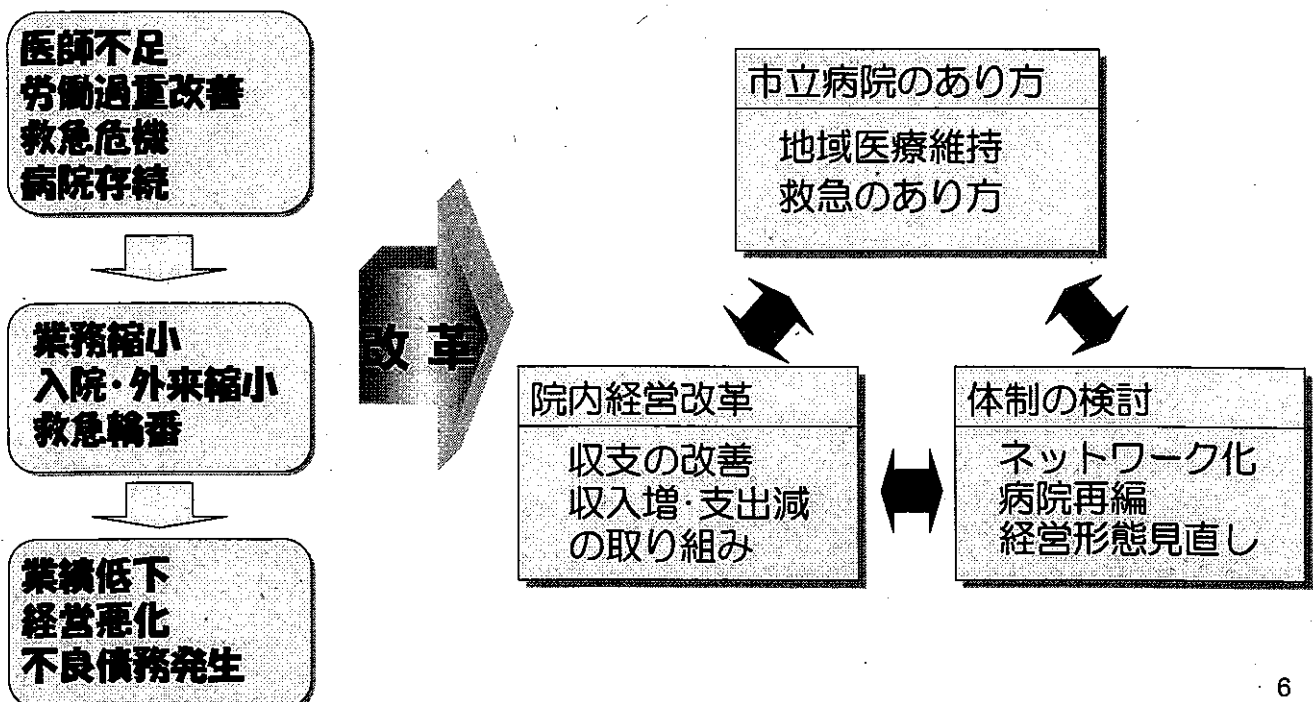 医師不足
労働過重改善
救急危機
病院存続
業務縮小
入院・外来縮小
救急輪番
業績低下
経営悪化
不良債務発生
改革
市立病院のあり方
地域医療維持
救急のあり方
院内経営改革
収支の改善
収入増・支出減
の取り組み
体制の検討
ネットワーク化
病院再編
経営形態見直し
6